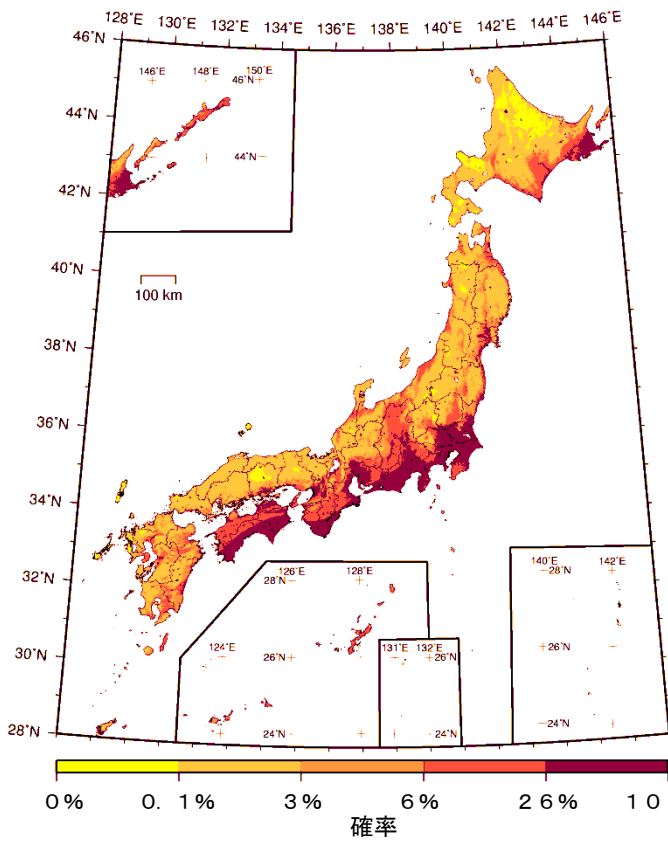 128˚E 130˚E 132˚E 134˚E 136˚E 138˚E 140˚E 142˚E 144˚E 146˚E
46˚N
146˚E 148˚E 150˚E
46˚N
44˚N
44˚N
42˚N
40˚N
100 km
38˚N
36˚N
34˚N
32˚N
126˚E 128˚E
28˚N
140˚E 142˚E
28˚N
30˚N
124˚E
26˚N
131˚E 132˚E
26˚N
26˚N
28˚N
24˚N
24˚N
24˚N
0% 0.1% 3% 6% 26% 10
確率